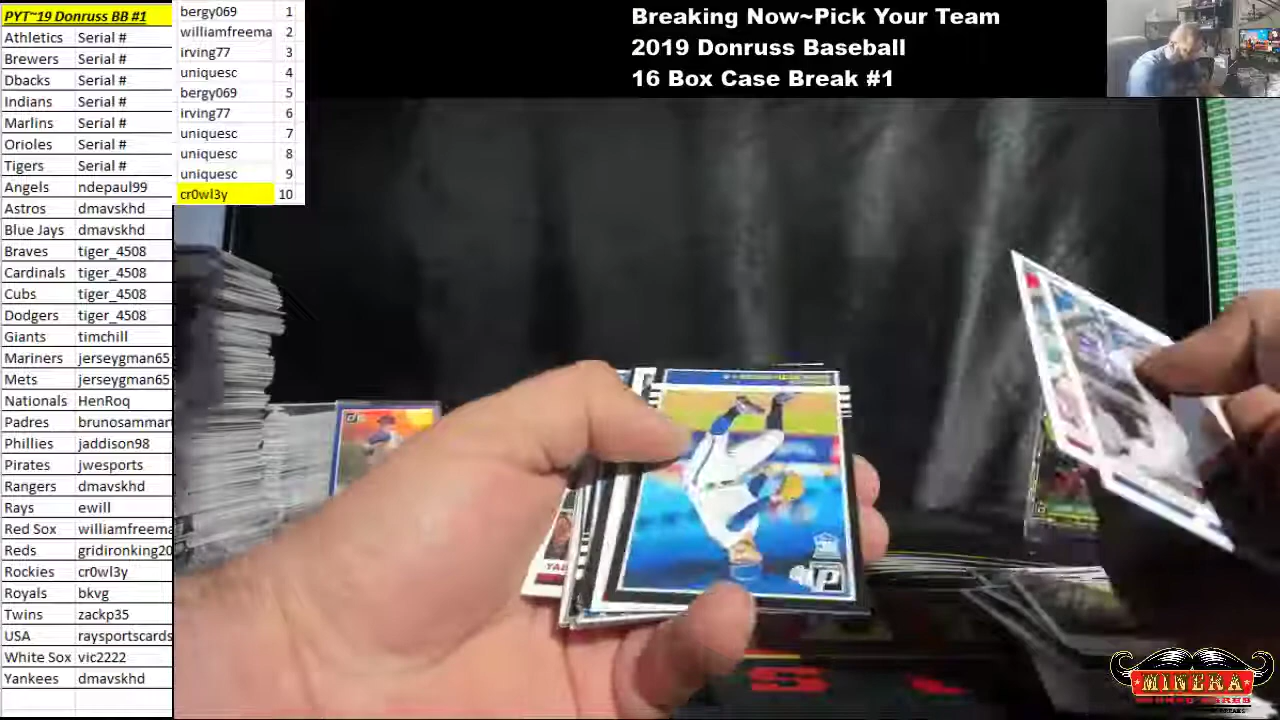 PYT~19 Donruss BB #1
Athletics Serial #
Brewers Serial #
Dbacks Serial #
Indians Serial #
Marlins Serial #
Orioles Serial #
Tigers Serial #
Angels ndepaul99
Astros dmavskhd
Blue Jays dmavskhd
Braves tiger_4508
Cardinals tiger_4508
Cubs tiger_4508
Dodgers tiger_4508
Giants timchill
Mariners jerseygman65
Mets jerseygman65
Nationals HenRoq
Padres brunosammar
Phillies jaddison98
Pirates jwesports
Rangers dmavskhd
Rays ewill
Red Sox williamfreema
Reds gridironking20
Rockies cr0wl3y
Royals bkvg
Twins zackp35
USA raysportscards
White Sox vic2222
Yankees dmavskhd
bergy069 1
williamfreema 2
irving77 3
uniquesc 4
bergy069 5
irving77 6
uniquesc 7
uniquesc 8
uniquesc 9
cr0wl3y 10
Breaking Now~Pick Your Team
2019 Donruss Baseball
16 Box Case Break #1
MINERA